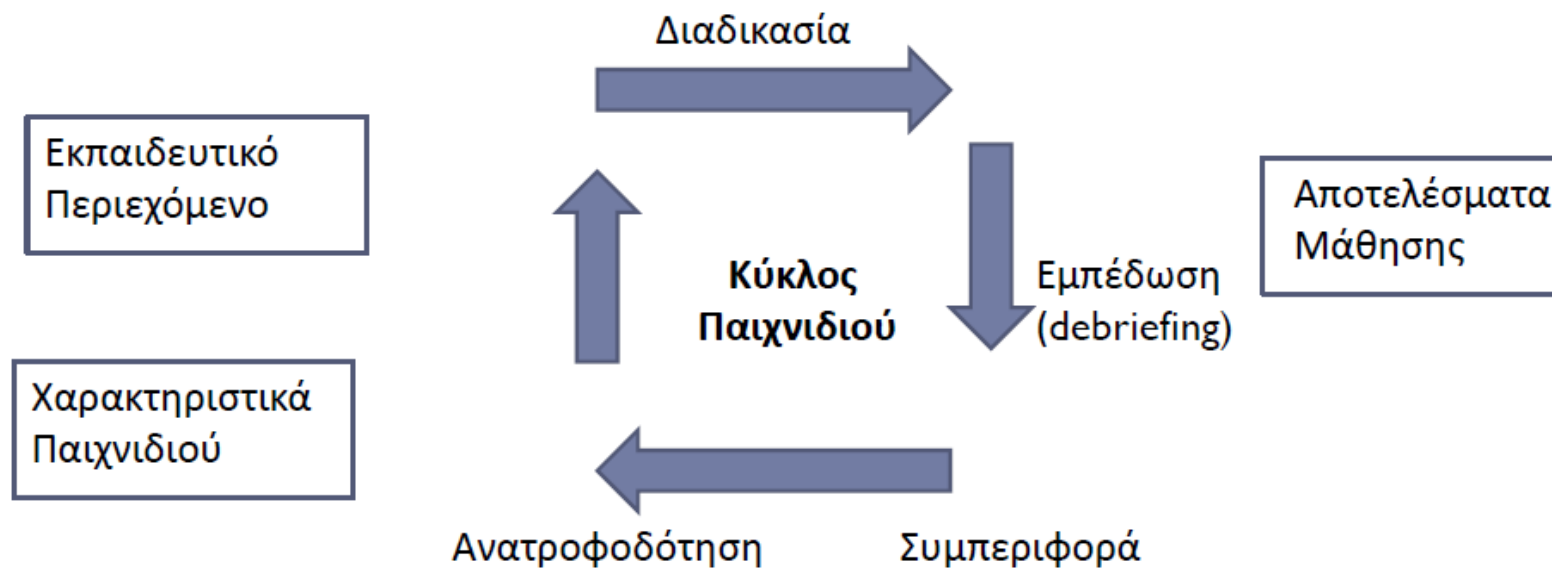 Διαδικασία
Εκπαιδευτικό
Περιεχόμενο
Χαρακτηριστικά
Παιχνιδιού
Κύκλος
Παιχνιδιού
Εμπέδωση
(debriefing)
Αποτελέσματα
Μάθησης
Ανατροφοδότηση
Συμπεριφορά